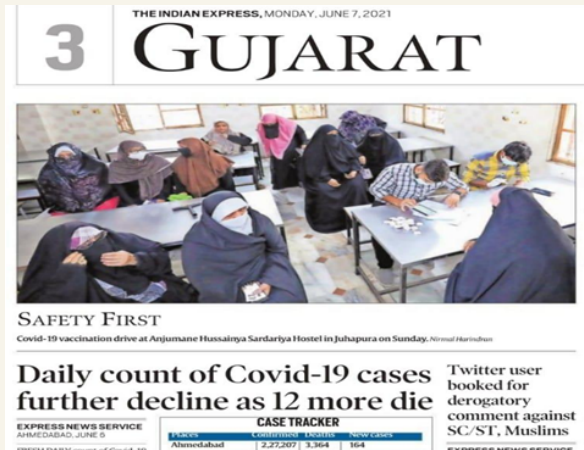 THE INDIAN EXPRESS, MONDAY, JUNE 7, 2021
3
GUJARAT
SAFETY FIRST
Covid-19 vaccination drive at Anjumane Hussainya Sardariya Hostel in Juhapura on Sunday. Nirmal Harindran
Daily count of Covid-19 cases
further decline as 12 more die
EXPRESS NEWS SERVICE
AHMEDABAD, JUNE 6
CASE TRACKER
Places Confirmed Deaths New cases
Ahmedabad 2,27,207 3,364 164
Twitter user
booked for
derogatory
comment against
SC/ST, Muslims